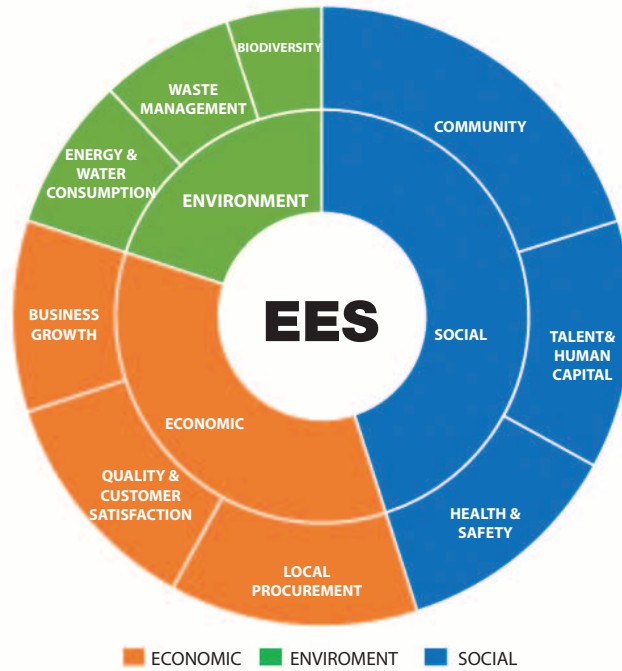 BIODIVERSITY
WASTE
MANAGEMENT
ENERGY &
WATER
CONSUMPTION
ENVIRONMENT
COMMUNITY
BUSINESS
GROWTH
EES
SOCIAL
TALENT&
HUMAN
CAPITAL
ECONOMIC
QUALITY &
CUSTOMER
SATISFACTION
HEALTH &
SAFETY
LOCAL
PROCUREMENT
ECONOMIC
ENVIROMENT
SOCIAL